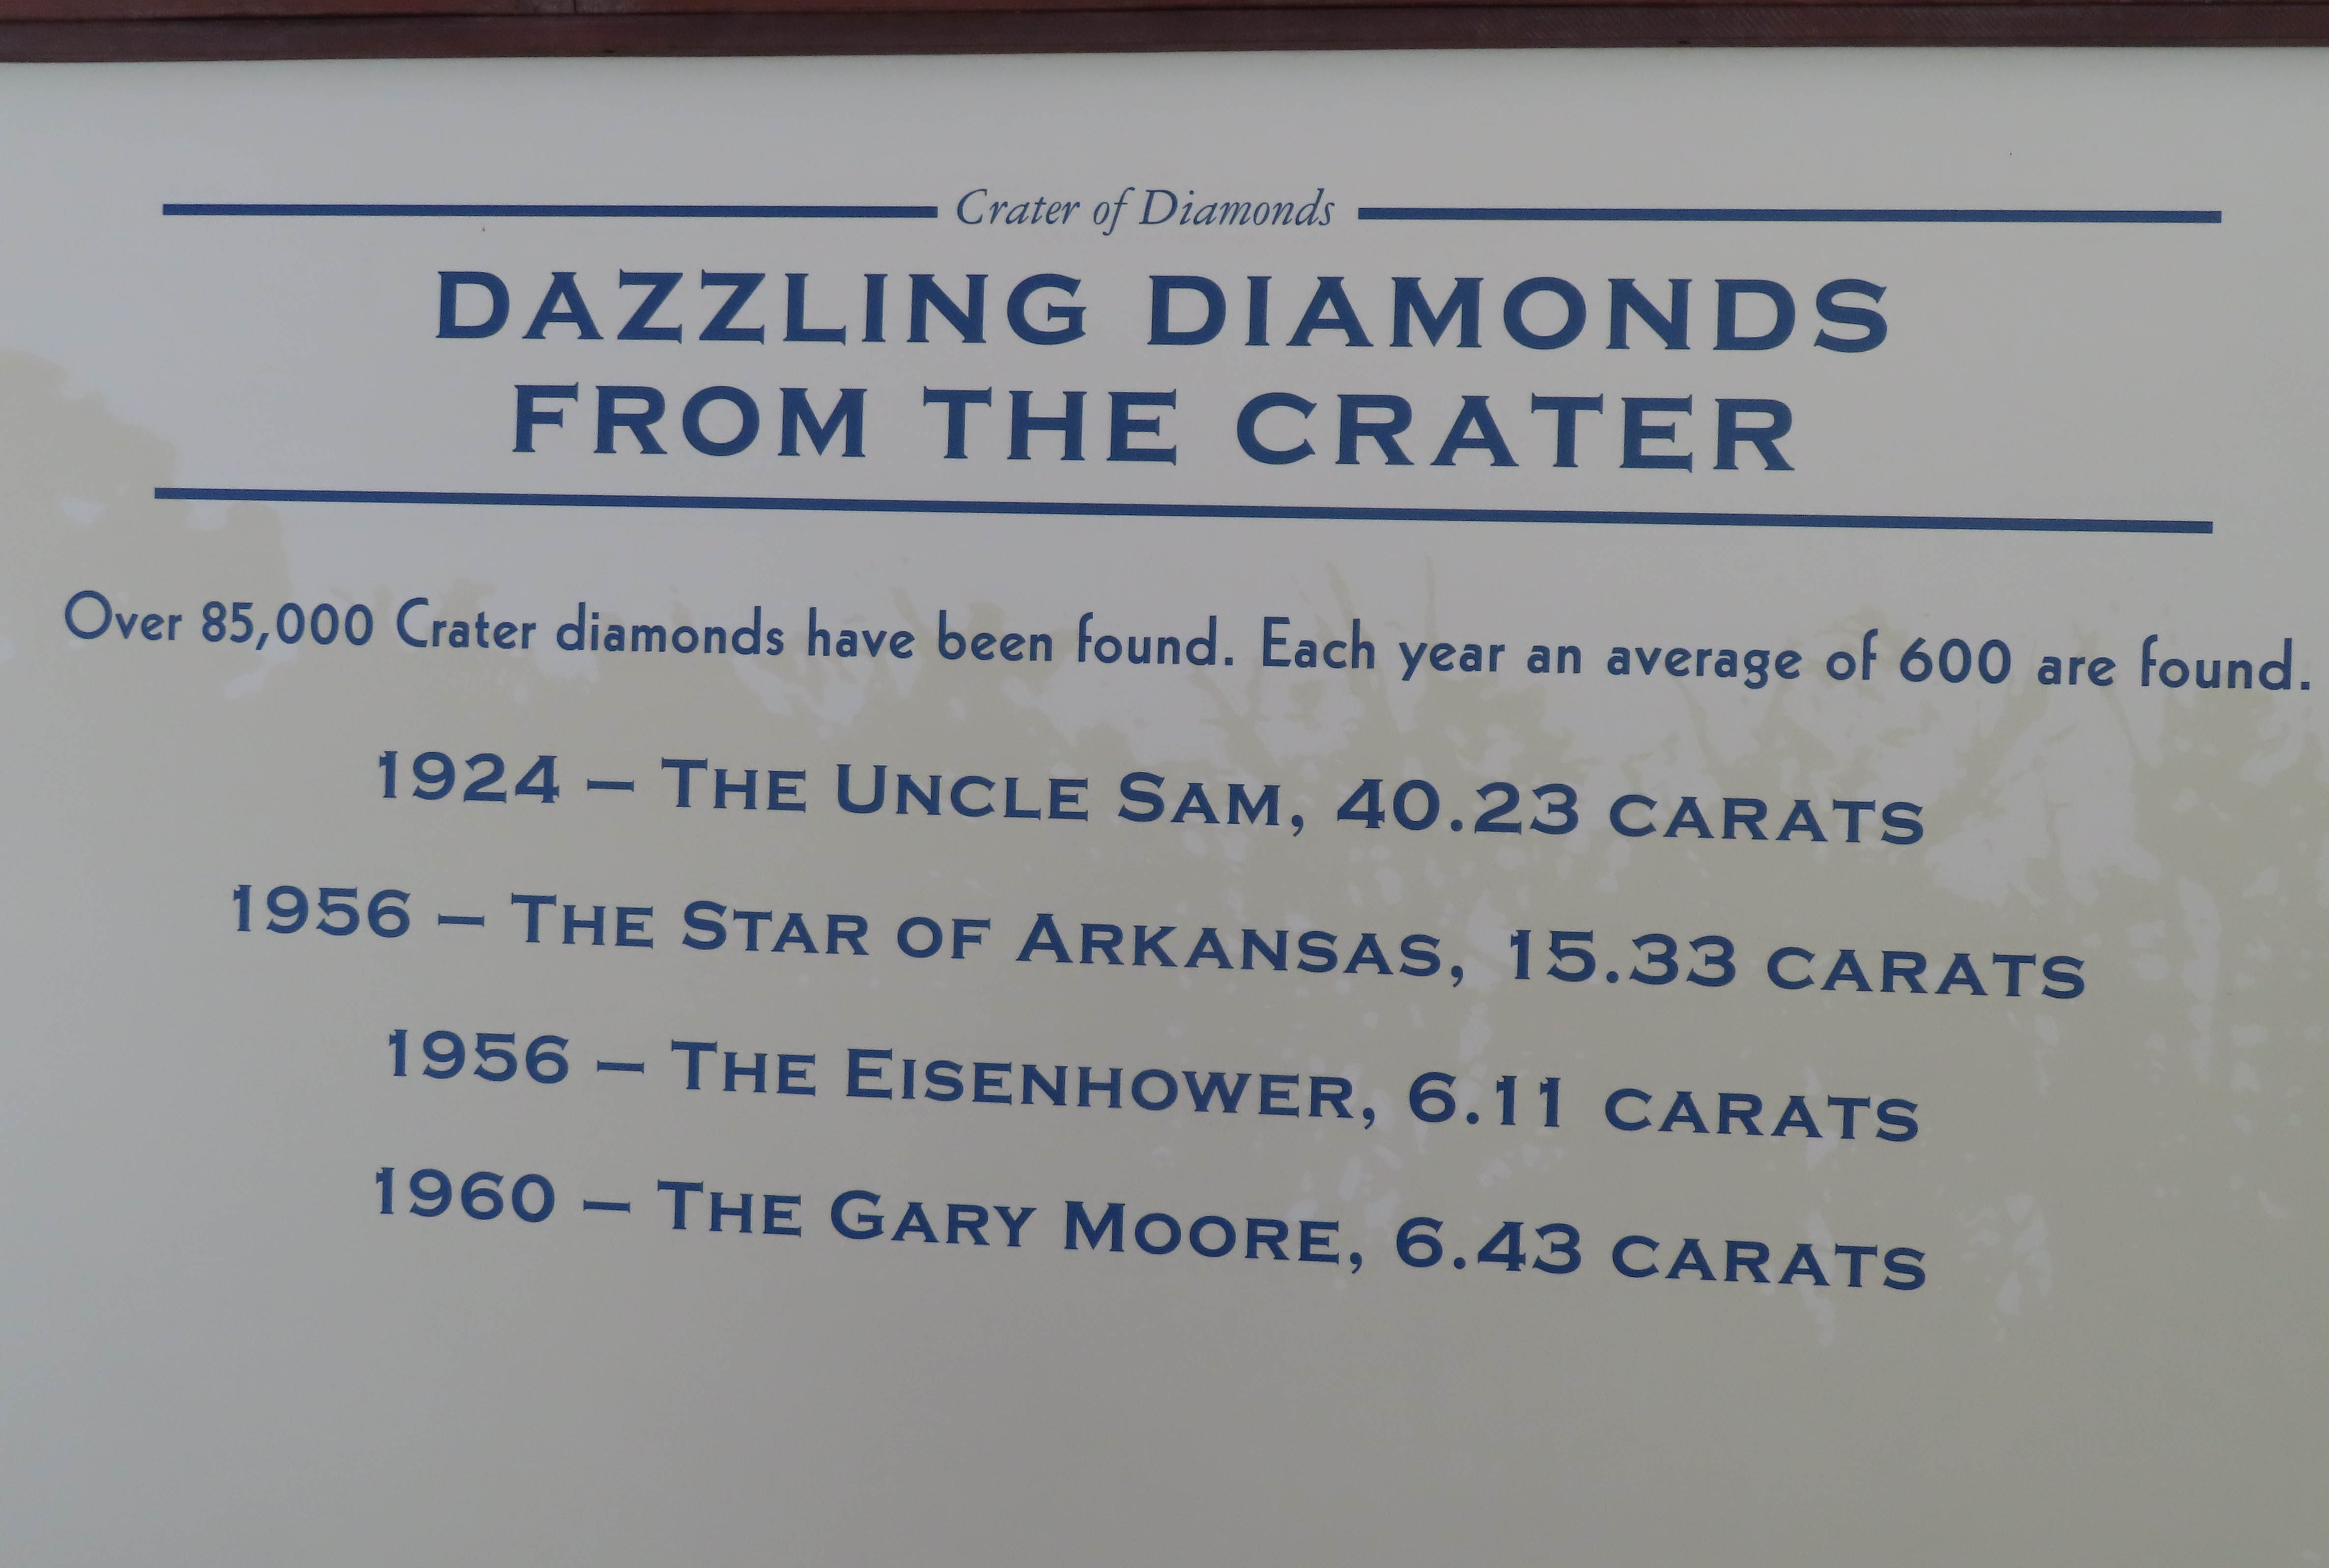 Crater of Diamonds
DAZZLING DIAMONDS
FROM THE CRATER
Over 85,000 Crater diamonds have been found. Each year an average of 600 are found.
1924 – THE UNCLE SAM, 40.23 CARATS
1956 – THE STAR OF ARKANSAS, 15.33 CARATS
1956 – THE EISENHOWER, 6.11 CARATS
1960 – THE GARY MOORE, 6.43 CARATS